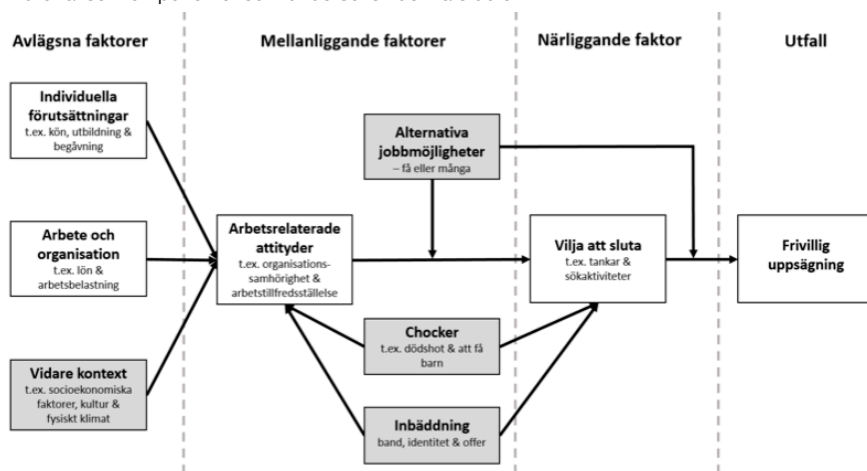 Avlägsna faktorer
Mellanliggande faktorer
Närliggande faktor
Utfall
Individuella
förutsättningar
t.ex. kön, utbildning &
begåvning
Alternativa
jobbmöjligheter
– få eller många
Arbete och
organisation
t.ex. lön &
arbetsbelastning
Arbetsrelaterade
attityder
t.ex. organisations-
samhörighet &
arbetstillfredsställelse
Vilja att sluta
t.ex. tankar &
sökaktiviteter
Frivillig
uppsägning
Chocker
t.ex. dödshot & att få
barn
Vidare kontext
t.ex. socioekonomiska
faktorer, kultur &
fysiskt klimat
Inbäddning
band, identitet & offer